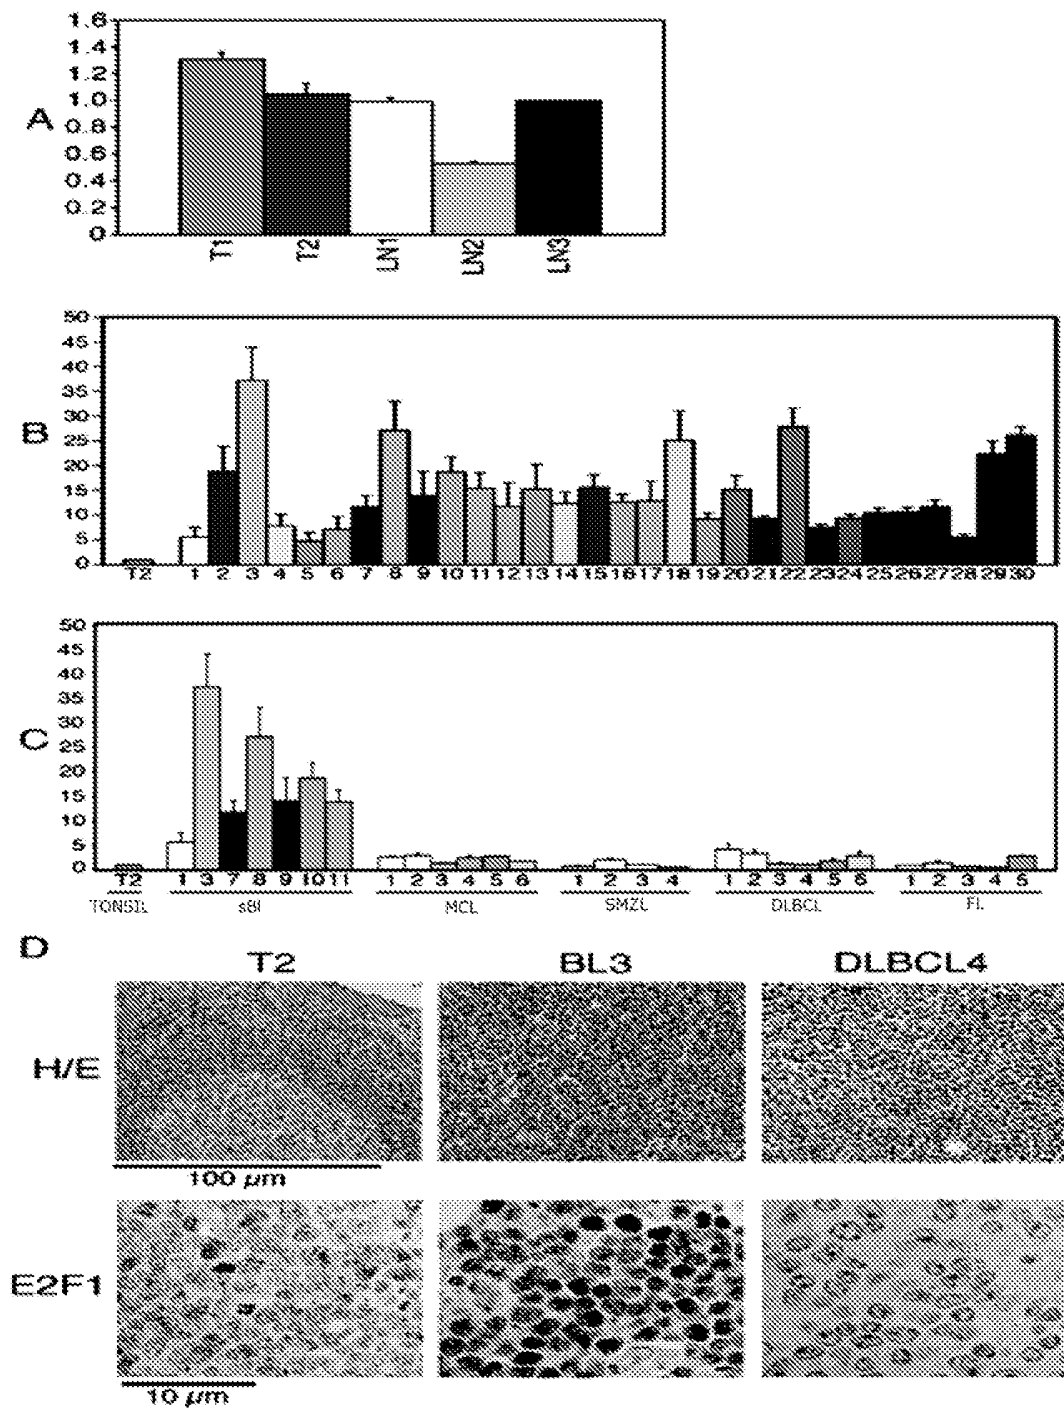 A
1.6
1.4
1.2
1.0
0.8
0.6
0.4
0.2
0
T1 T2 LN1 LN2 LN3
B
50
45
40
35
30
25
20
15
10
5
0
T2 1 2 3 4 5 6 7 8 9 10 11 12 13 14 15 16 17 18 19 20 21 22 23 24 25 26 27 28 29 30
C
50
45
40
35
30
25
20
15
10
5
0
T2 1 3 7 8 9 10 11 1 2 3 4 5 6 1 2 3 4 1 2 3 4 5 6 1 2 3 4 5
TONSIL sBl MCL SMZL DLBCL FL
D
T2 BL3 DLBCL4
H/E
100 µm
E2F1
10 µm